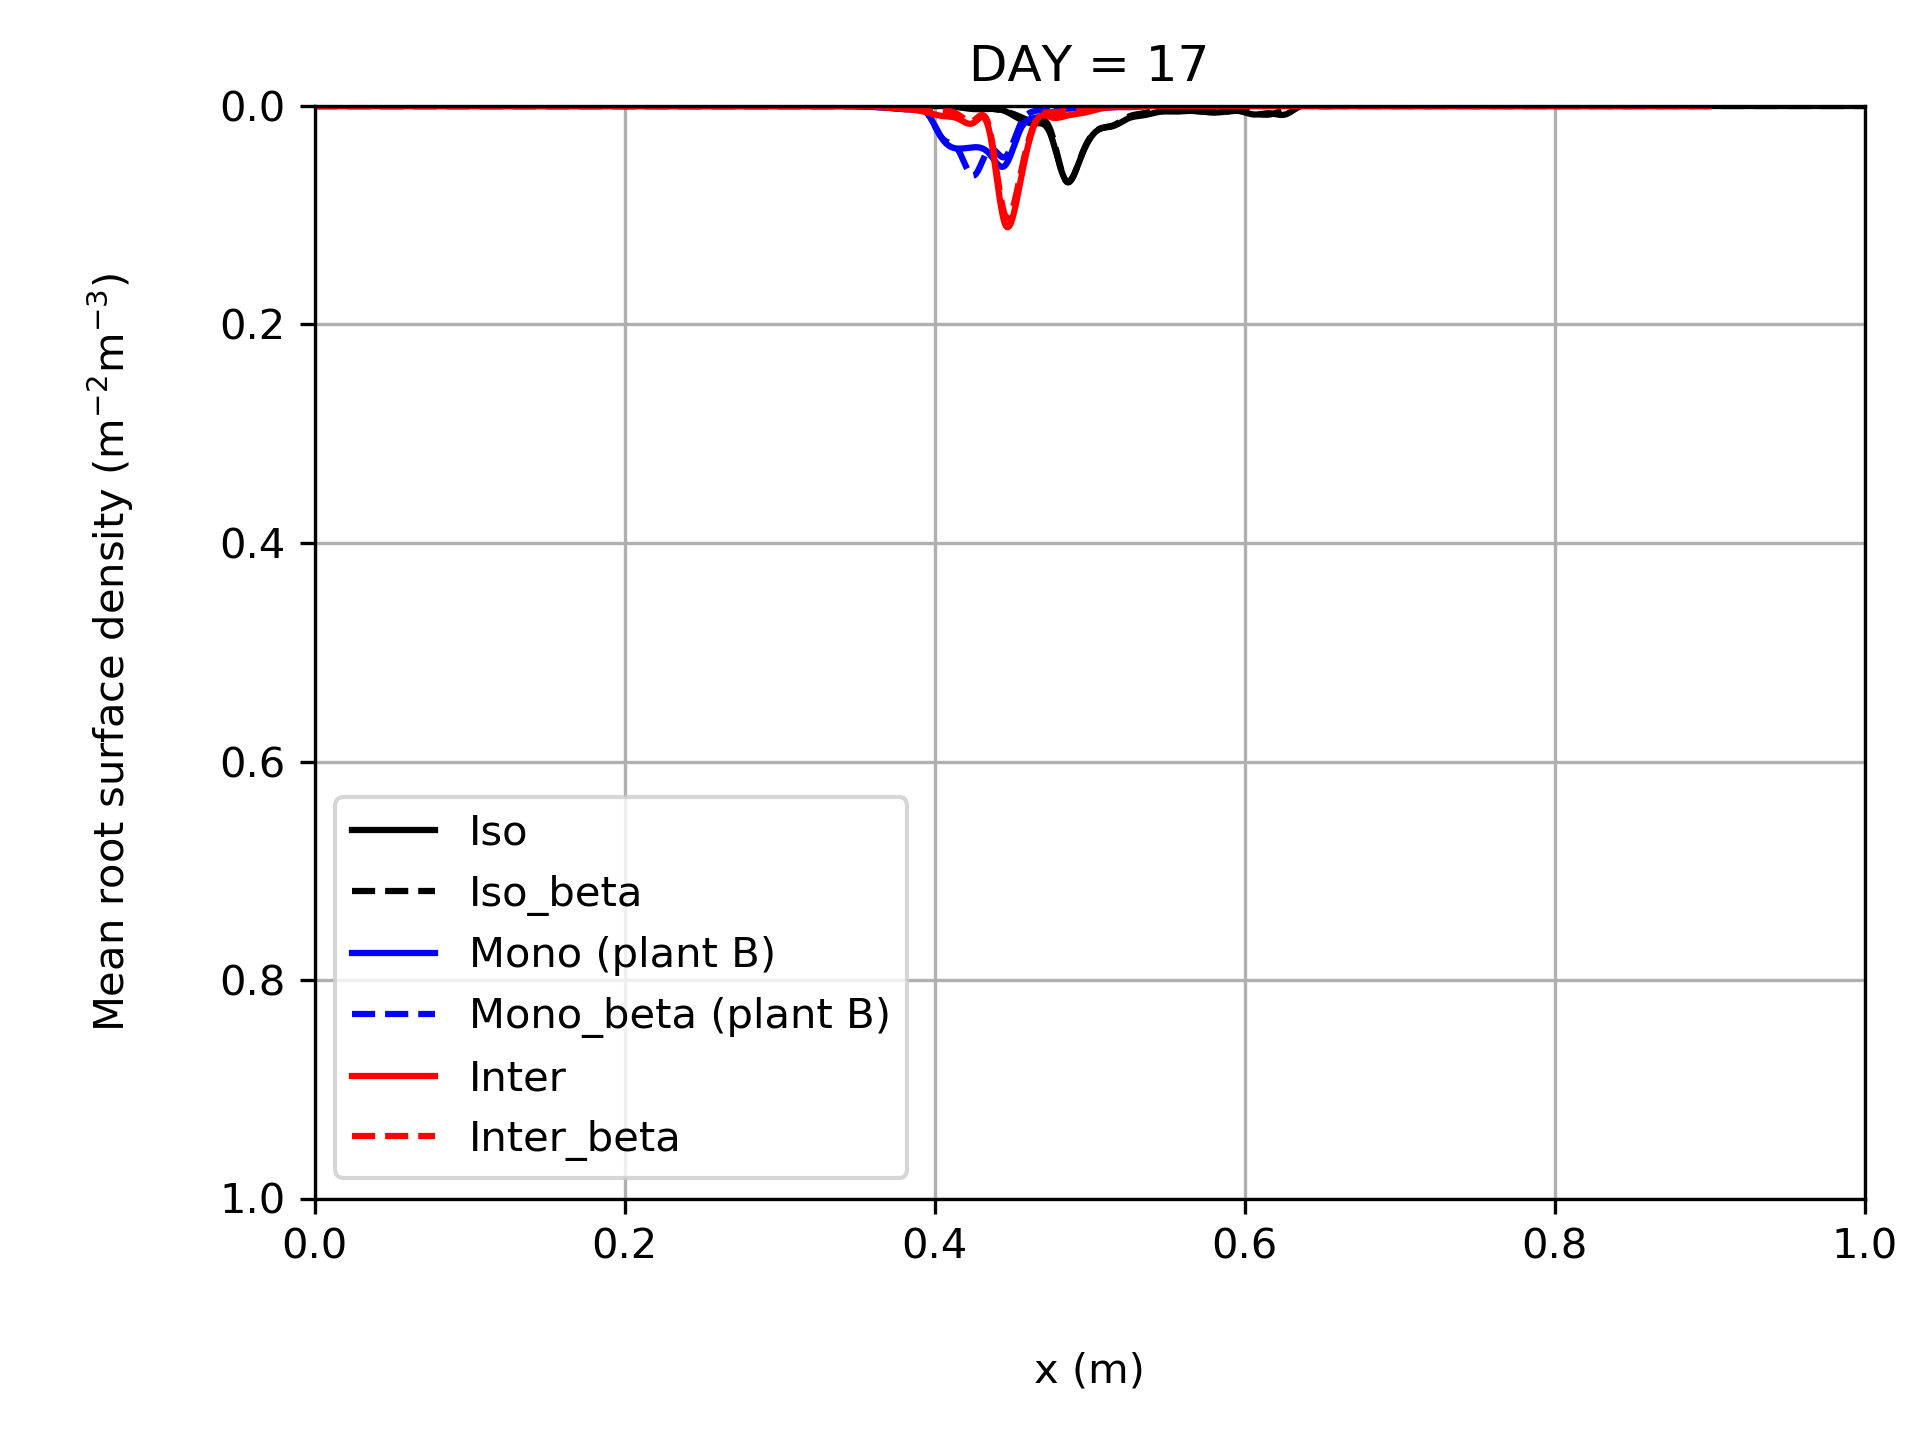 DAY = 17
Mean root surface density (m⁻²m⁻³)
0.0
0.2
0.4
0.6
0.8
1.0
Iso
Iso_beta
Mono (plant B)
Mono_beta (plant B)
Inter
Inter_beta
0.0 0.2 0.4 0.6 0.8 1.0
x (m)